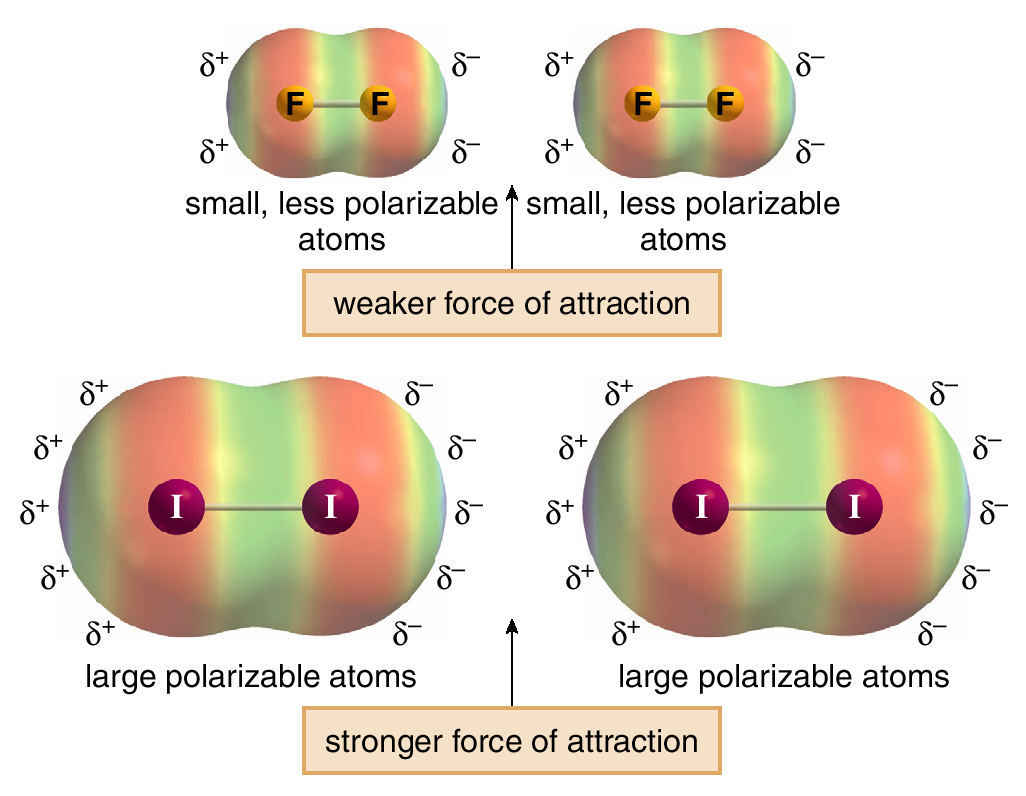 δ+ δ– δ+ δ–
F F F F
δ+ δ– δ+ δ–
small, less polarizable small, less polarizable
atoms atoms
weaker force of attraction
δ+ δ– δ+ δ–
δ+ δ– δ+ δ–
δ+ I I δ– δ+ I I δ–
δ+ δ– δ+ δ–
δ+ δ– δ+ δ–
large polarizable atoms large polarizable atoms
stronger force of attraction